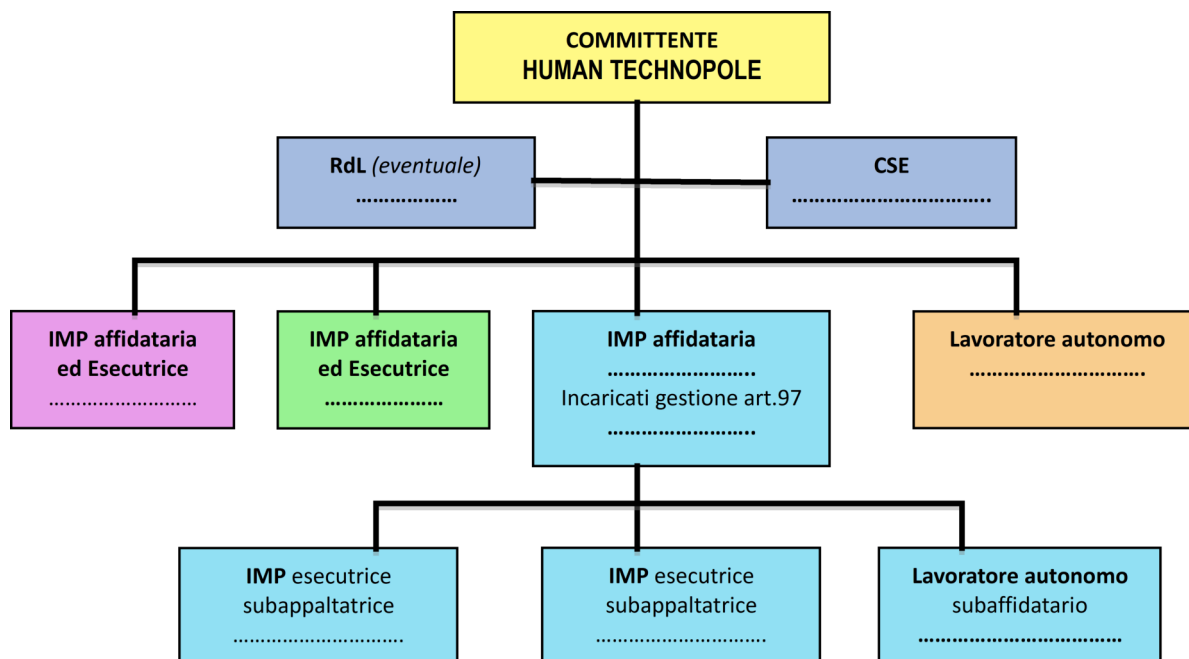 COMMITTENTE
HUMAN TECHNOPOLE
RdL (eventuale)
………………
CSE
……………………………..
IMP affidataria
ed Esecutrice
………………………
IMP affidataria
ed Esecutrice
…………………
IMP affidataria
……………………..
Incaricati gestione art.97
……………………..
Lavoratore autonomo
………………………….
IMP esecutrice
subappaltatrice
………………………….
IMP esecutrice
subappaltatrice
………………………….
Lavoratore autonomo
subaffidatario
……………………………